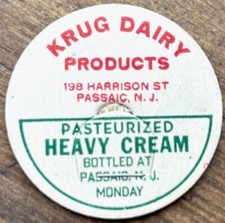 KRUG DAIRY
PRODUCTS
198 HARRISON ST
PASSAIC, N. J.
PASTEURIZED
HEAVY CREAM
BOTTLED AT
PASSAIC, N. J.
MONDAY